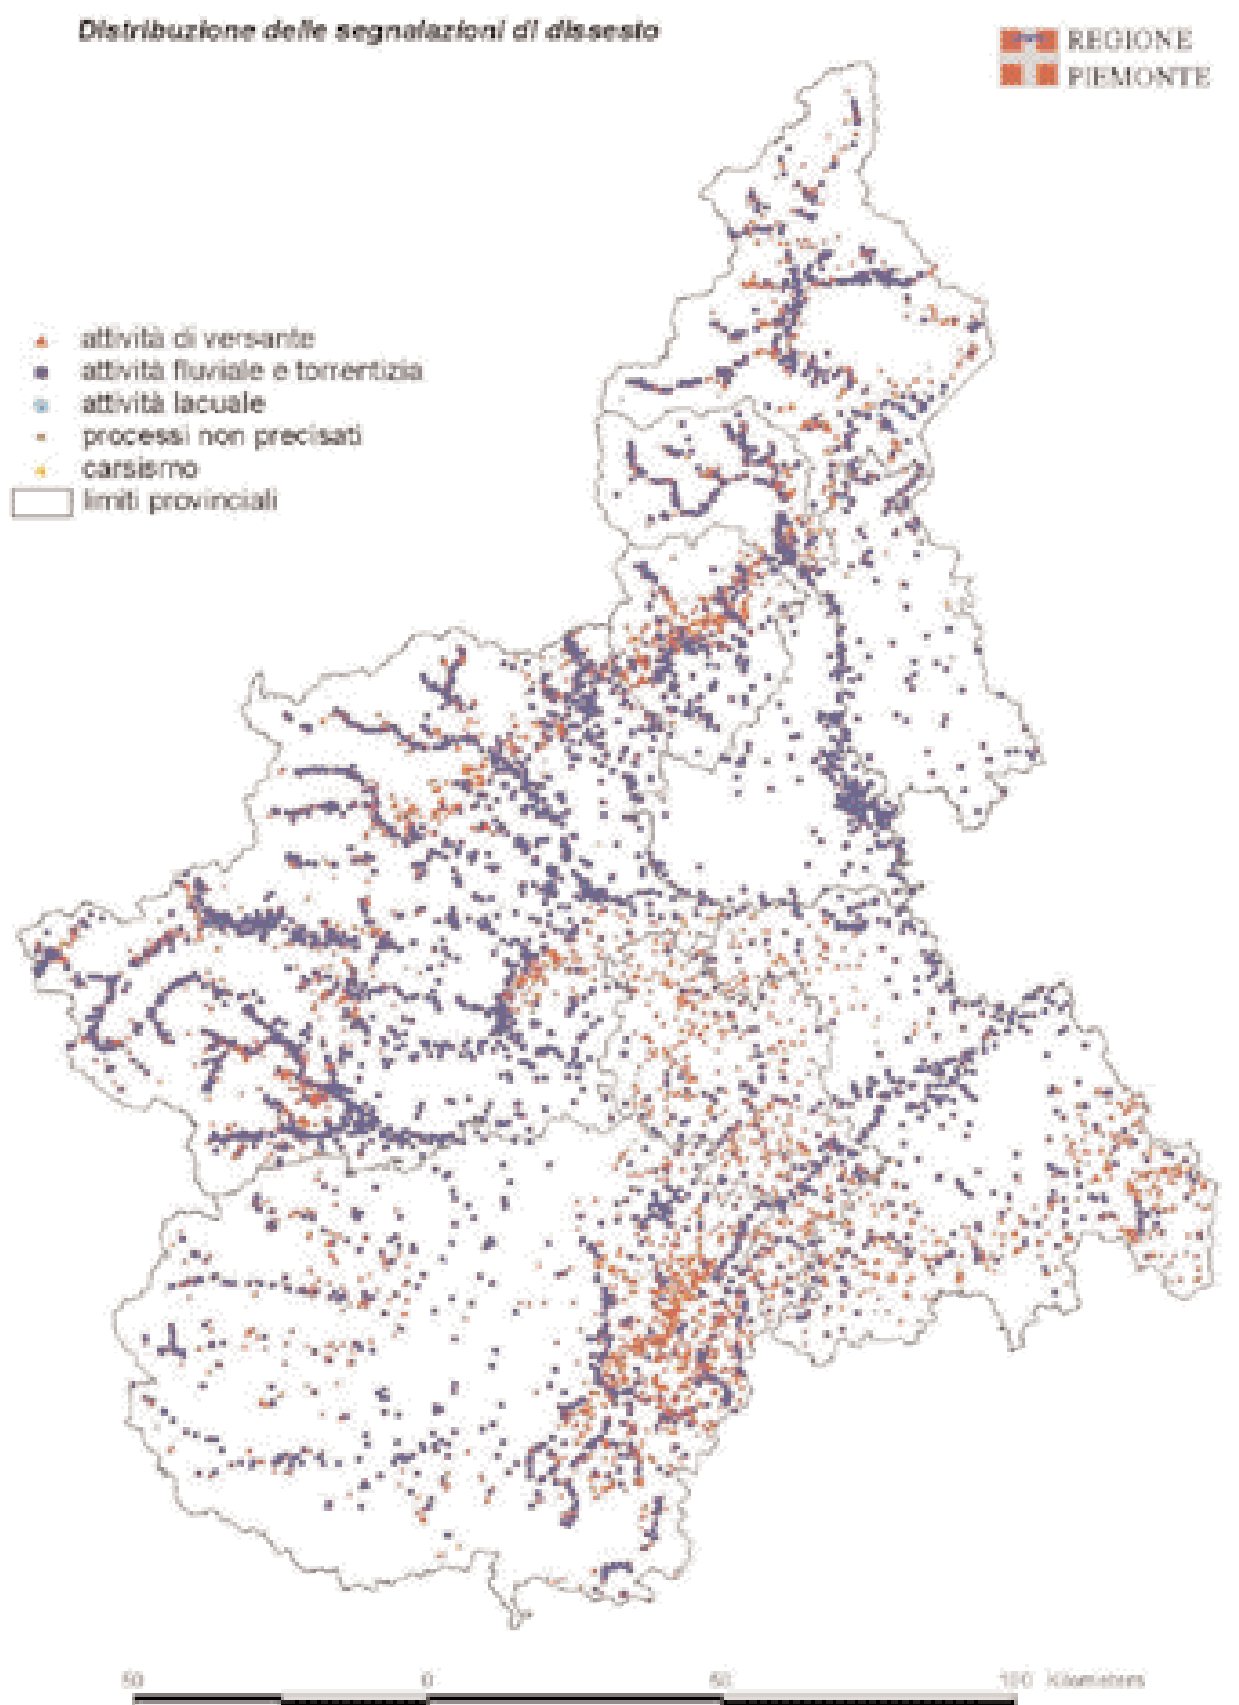 Distribuzione delle segnalazioni di dissesto
REGIONE
PIEMONTE
attività di versante
attività fluviale e torrentizia
attività lacuale
processi non precisati
carsismo
limiti provinciali
50 0 50 100 Kilometers